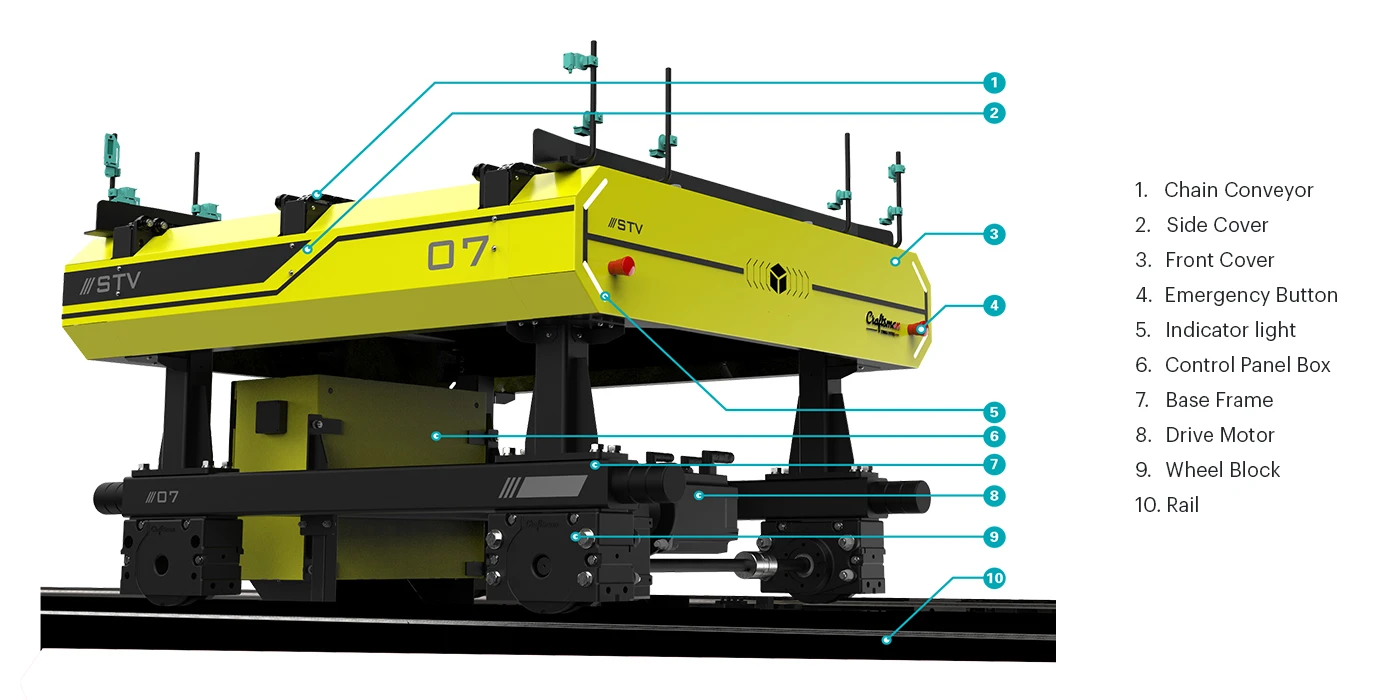 1
2
///STV
3
07
///STV
Craftsman
4
5
6
7
///07
8
9
10
1. Chain Conveyor
2. Side Cover
3. Front Cover
4. Emergency Button
5. Indicator light
6. Control Panel Box
7. Base Frame
8. Drive Motor
9. Wheel Block
10. Rail